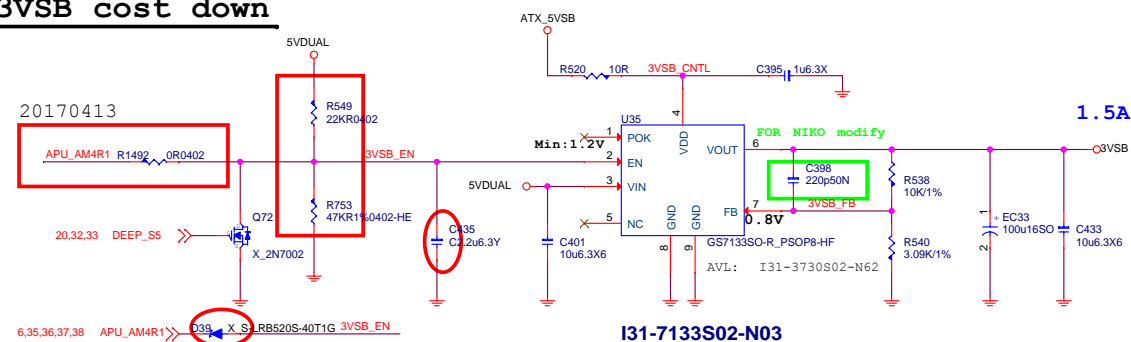 3VSB cost down
ATX_5VSB
5VDUAL
R520
10R
3VSB_CNTL
C395
1u6.3X
20170413
R549
22KR0402
U35
1.5A
4
FOR NIKO modify
APU_AM4R1
R1492
0R0402
3VSB_EN
Min:1.2V
1
POK
VDD
VOUT
6
3VSB
2
EN
C398
220p50N
R538
10K/1%
5VDUAL
3
VIN
R753
47KR1%0402-HE
3VSB_FB
Q72
C435
C2.2u6.3Y
5
NC
GND
GND
FB
7
0.8V
1
+
EC33
100u16SO
2
C433
10u6.3X6
20,32,33
DEEP_S5
X_2N7002
C401
10u6.3X6
8
9
GS7133SO-R_PSOP8-HF
R540
3.09K/1%
AVL: I31-3730S02-N62
6,35,36,37,38
APU_AM4R1
D39
X_S-LRB520S-40T1G
3VSB_EN
I31-7133S02-N03